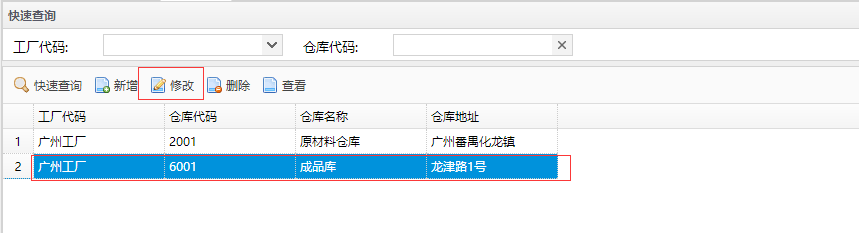 快速查询
工厂代码: 仓库代码:
快速查询 新增 修改 删除 查看
工厂代码 仓库代码 仓库名称 仓库地址
1 广州工厂 2001 原材料仓库 广州番禺化龙镇
2 广州工厂 6001 成品库 龙津路1号